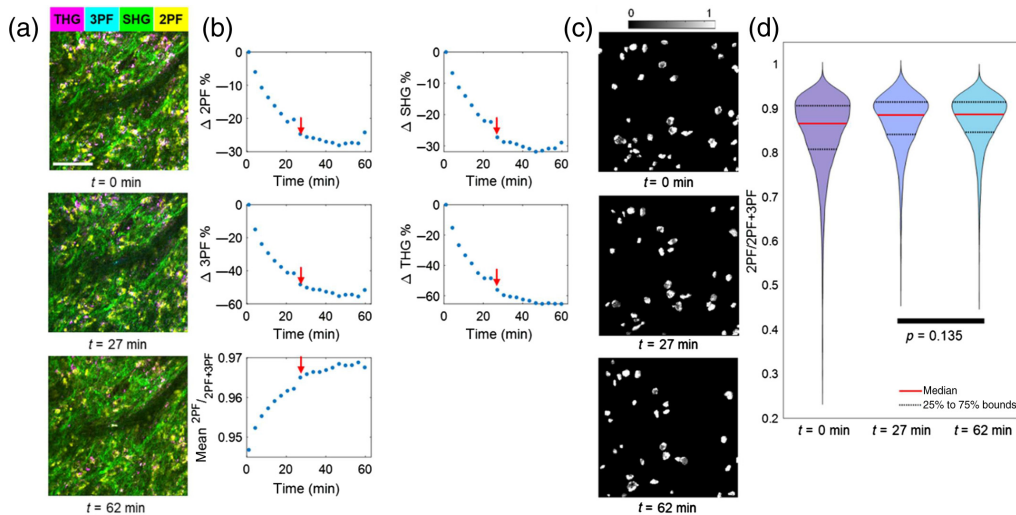 (a)
THG 3PF SHG 2PF
t = 0 min
t = 27 min
t = 62 min
(b)
Δ 2PF %
0
−10
−20
−30
0 20 40 60
Time (min)
Δ SHG %
0
−10
−20
−30
0 20 40 60
Time (min)
Δ 3PF %
0
−20
−40
−60
0 20 40 60
Time (min)
Δ THG %
0
−20
−40
−60
0 20 40 60
Time (min)
Mean 2PF/2PF+3PF
0.97
0.96
0.95
0 20 40 60
Time (min)
(c)
0 1
t = 0 min
t = 27 min
t = 62 min
(d)
2PF/2PF+3PF
1
0.9
0.8
0.7
0.6
0.5
0.4
0.3
0.2
p = 0.135
Median
25% to 75% bounds
t = 0 min t = 27 min t = 62 min